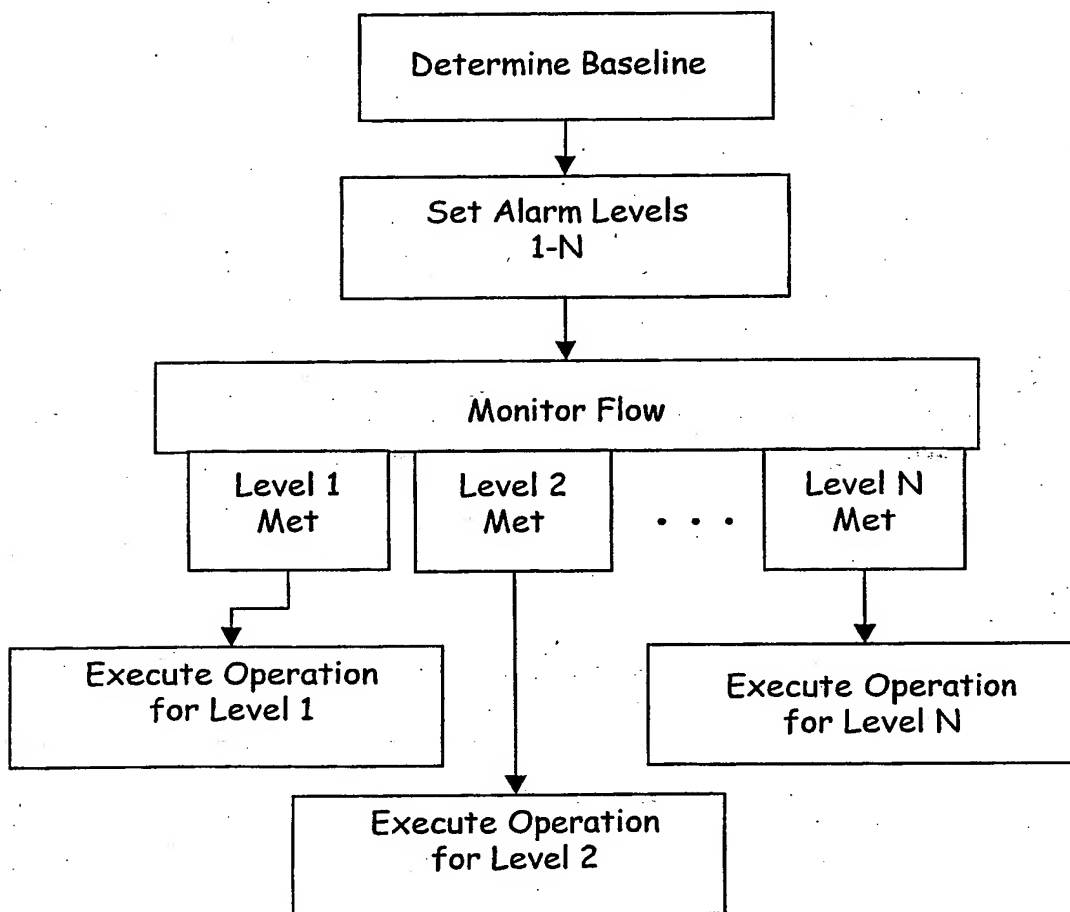 Determine Baseline
Set Alarm Levels
1-N
Monitor Flow
Level 1
Met
Level 2
Met
. . .
Level N
Met
Execute Operation
for Level 1
Execute Operation
for Level N
Execute Operation
for Level 2